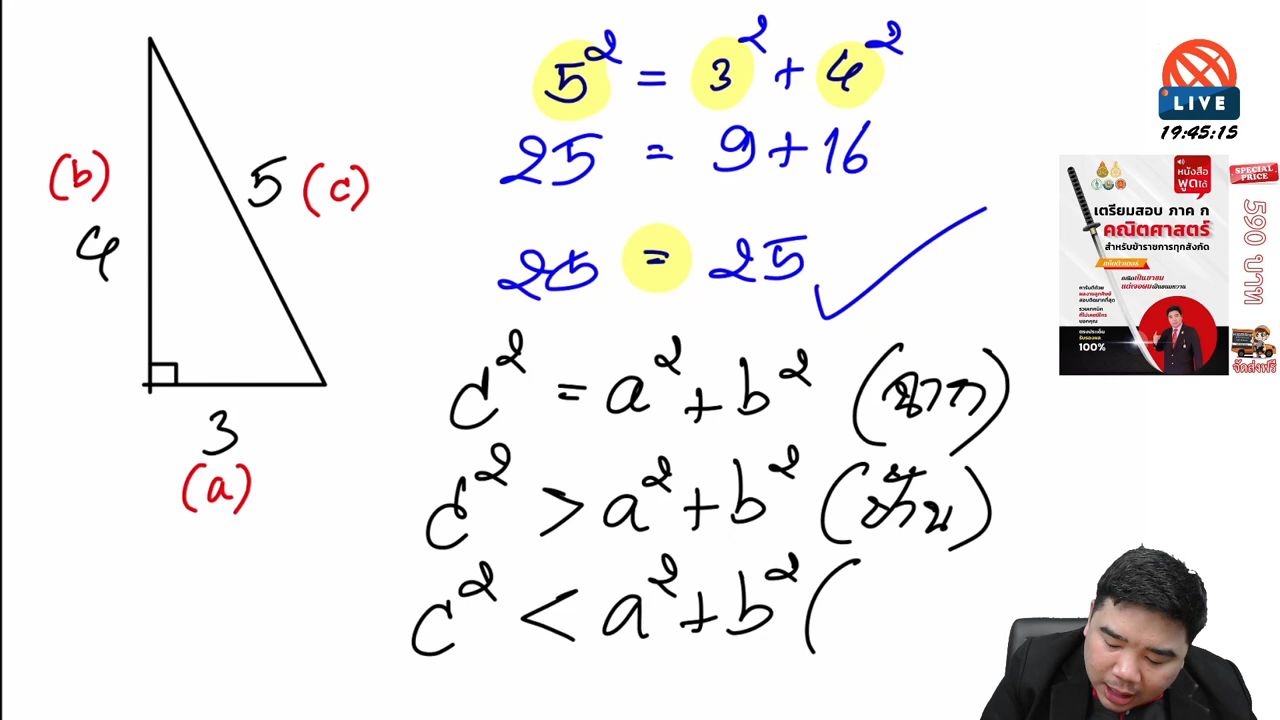 5² = 3² + 4²
25 = 9 + 16
25 = 25
c² = a² + b² (ฉาก)
c² > a² + b² (ป้าน)
c² < a² + b² (
(b)
4
5 (c)
3
(a)
LIVE
19:45:15
หนังสือ
พูดได้
เตรียมสอบ ภาค ก
คณิตศาสตร์
สำหรับข้าราชการทุกสังกัด
100%
SPECIAL
PRICE
590 บาท
จัดส่งฟรี